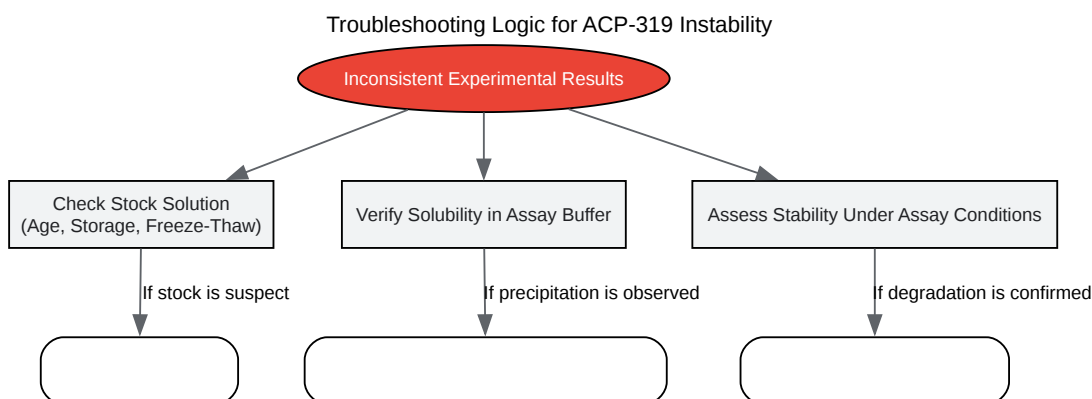 Troubleshooting Logic for ACP-319 Instability
Inconsistent Experimental Results
Check Stock Solution
(Age, Storage, Freeze-Thaw)
Verify Solubility in Assay Buffer
Assess Stability Under Assay Conditions
If stock is suspect
If precipitation is observed
If degradation is confirmed